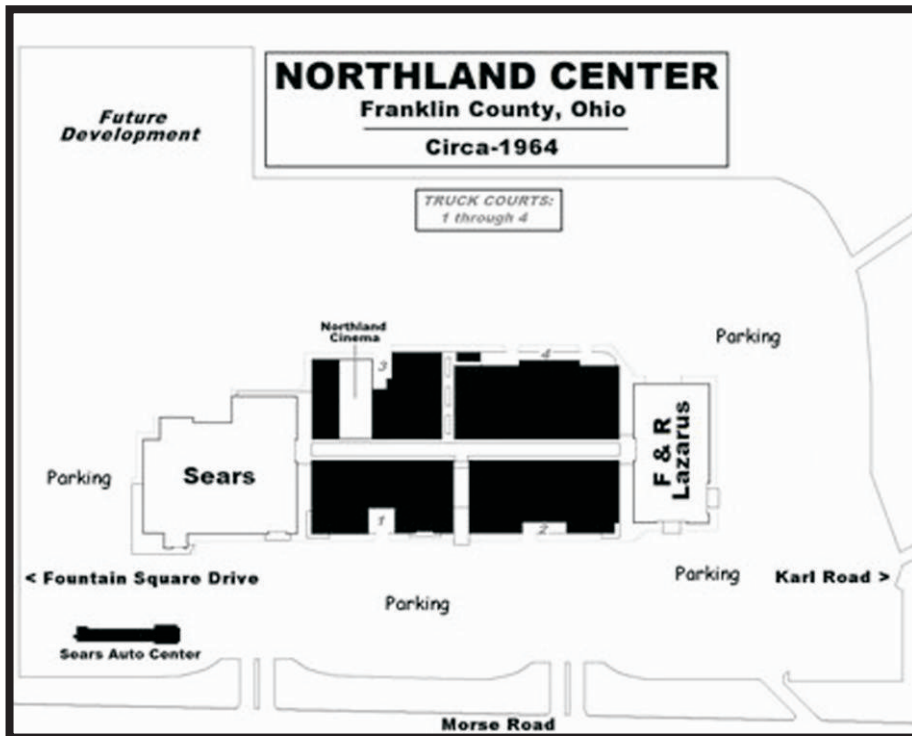 NORTHLAND CENTER
Franklin County, Ohio
Circa-1964
Future
Development
TRUCK COURTS:
1 through 4
Northland
Cinema
Parking
3
4
F & R
Lazarus
Sears
Parking
1
2
< Fountain Square Drive
Parking
Karl Road >
Parking
Sears Auto Center
Morse Road